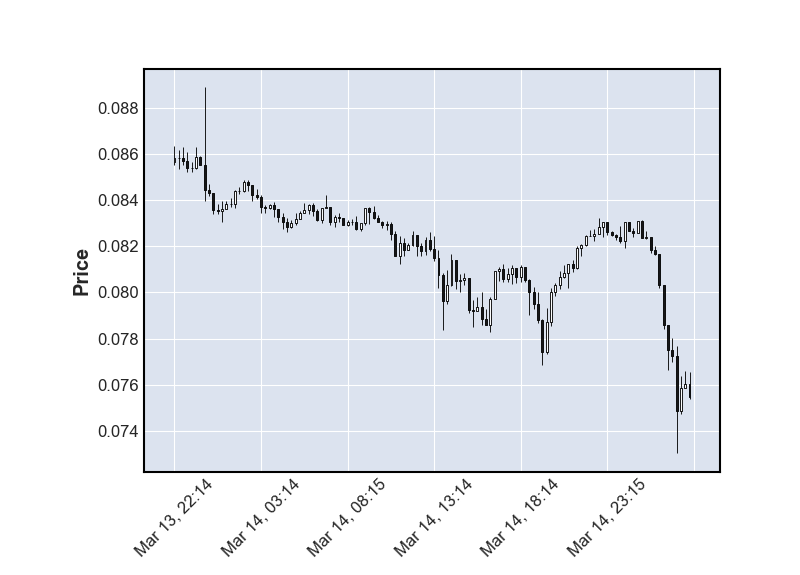 Price
0.088
0.086
0.084
0.082
0.080
0.078
0.076
0.074
Mar 13, 22:14
Mar 14, 03:14
Mar 14, 08:15
Mar 14, 13:14
Mar 14, 18:14
Mar 14, 23:15